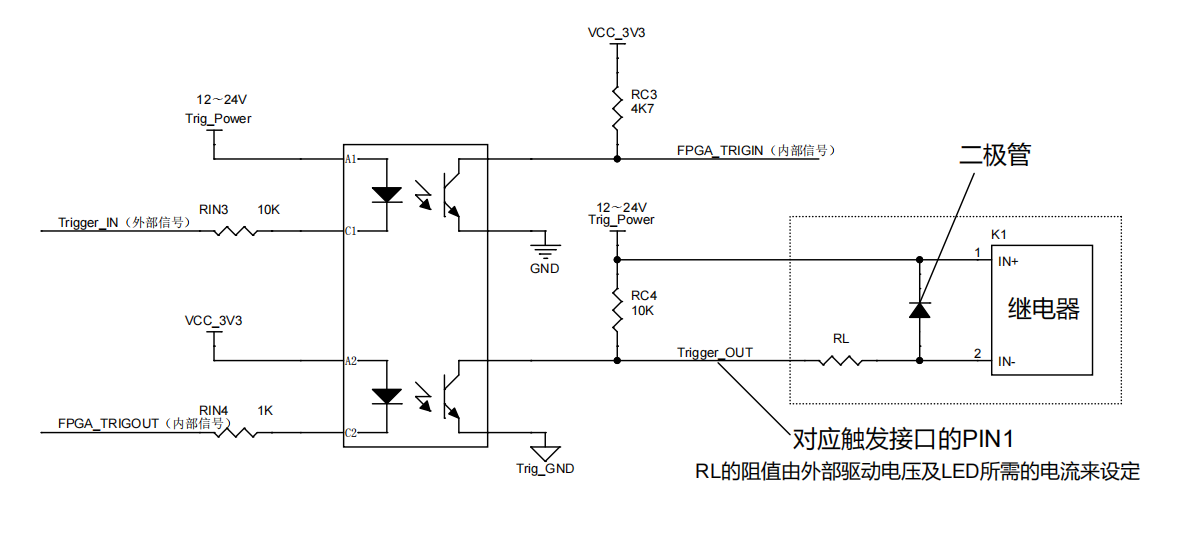 VCC_3V3
RC3
4K7
12～24V
Trig_Power
A1
FPGA_TRIGIN（内部信号）
二极管
Trigger_IN（外部信号）
RIN3 10K
C1
GND
12～24V
Trig_Power
K1
1 IN+
RC4
10K
继电器
VCC_3V3
RL
A2
Trigger_OUT
2 IN-
FPGA_TRIGOUT（内部信号）
RIN4 1K
C2
Trig_GND
对应触发接口的PIN1
RL的阻值由外部驱动电压及LED所需的电流来设定